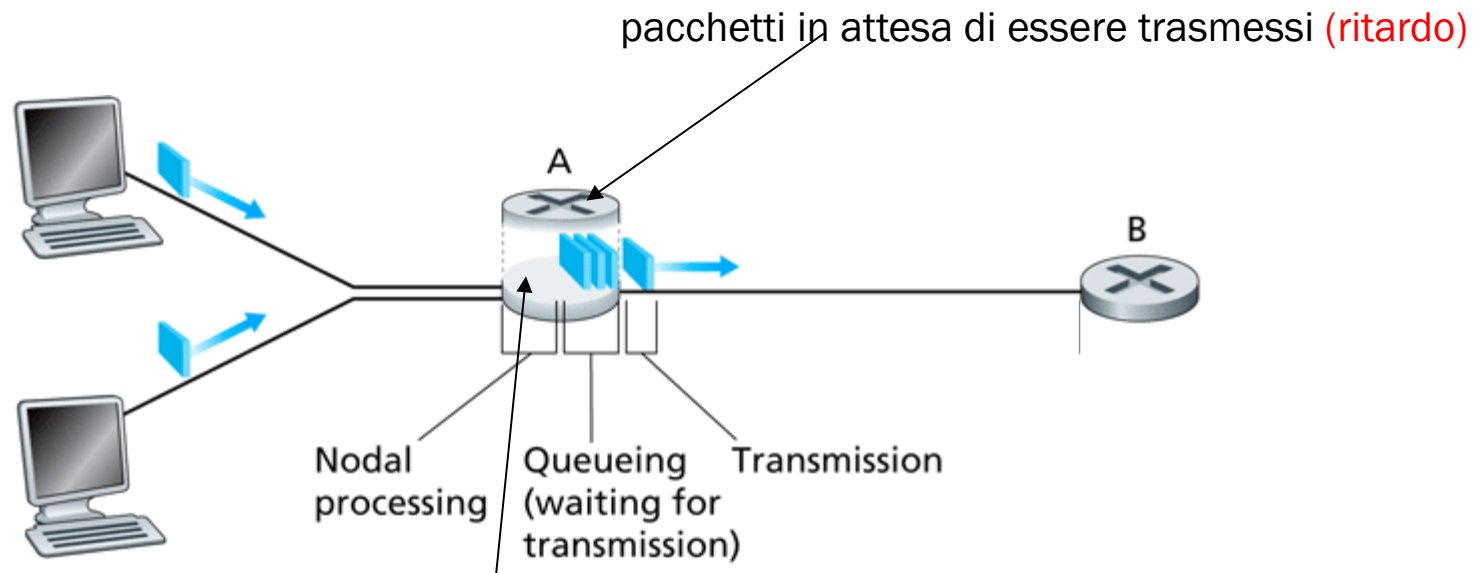 pacchetti in attesa di essere trasmessi (ritardo)
A
B
Nodal
processing
Queueing
(waiting for
transmission)
Transmission